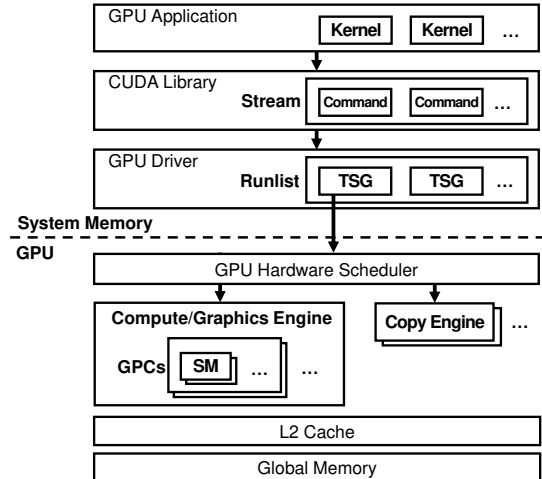 GPU Application
Kernel Kernel ...
CUDA Library
Stream Command Command ...
GPU Driver
Runlist TSG TSG ...
System Memory
GPU
GPU Hardware Scheduler
Compute/Graphics Engine
Copy Engine ...
GPCs SM ... ...
L2 Cache
Global Memory